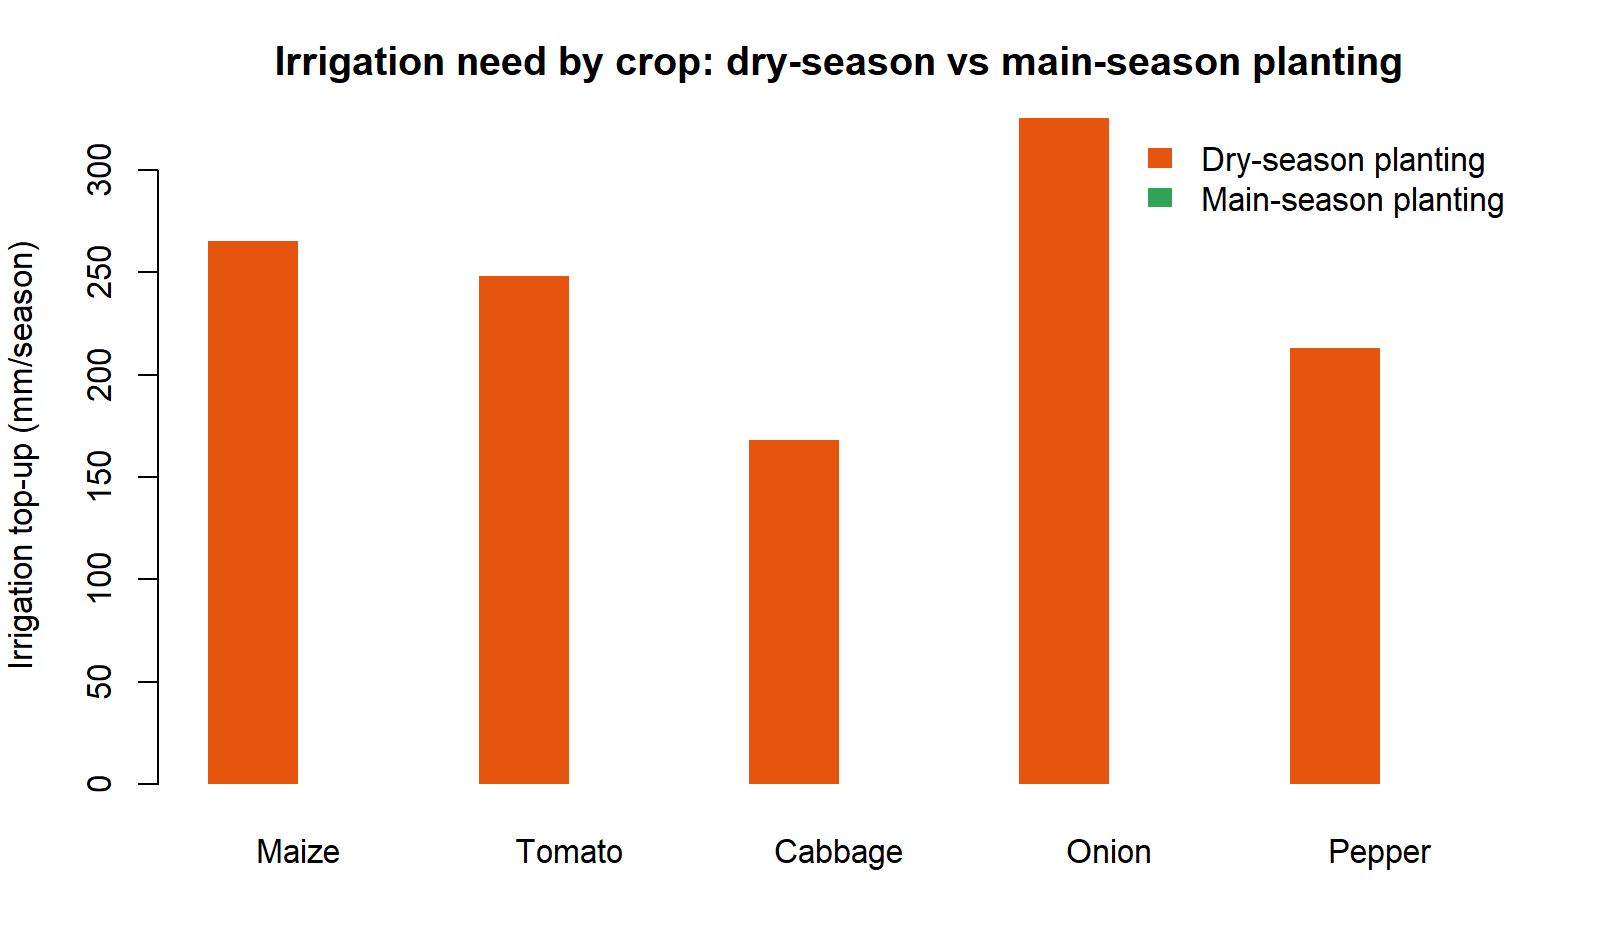 Irrigation need by crop: dry-season vs main-season planting
Dry-season planting
Main-season planting
Irrigation top-up (mm/season)
300
250
200
150
100
50
0
Maize Tomato Cabbage Onion Pepper